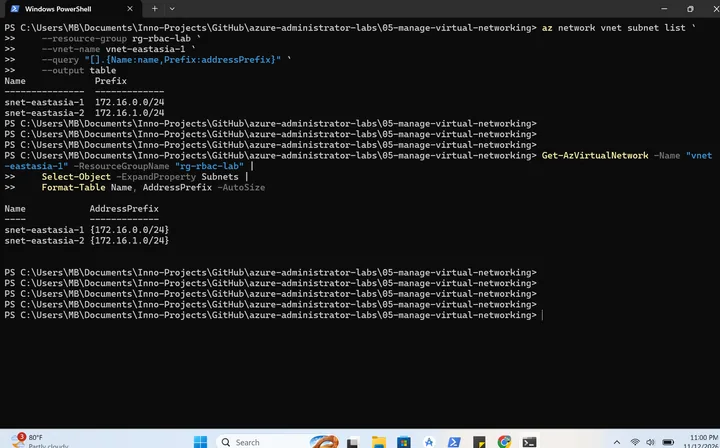 Windows PowerShell
PS C:\Users\MB\Documents\Inno-Projects\GitHub\azure-administrator-labs\05-manage-virtual-networking> az network vnet subnet list `
>>     --resource-group rg-rbac-lab `
>>     --vnet-name vnet-eastasia-1 `
>>     --query "[].{Name:name,Prefix:addressPrefix}" `
>>     --output table
Name             Prefix
---------------  -------------
snet-eastasia-1  172.16.0.0/24
snet-eastasia-2  172.16.1.0/24
PS C:\Users\MB\Documents\Inno-Projects\GitHub\azure-administrator-labs\05-manage-virtual-networking>
PS C:\Users\MB\Documents\Inno-Projects\GitHub\azure-administrator-labs\05-manage-virtual-networking>
PS C:\Users\MB\Documents\Inno-Projects\GitHub\azure-administrator-labs\05-manage-virtual-networking>
PS C:\Users\MB\Documents\Inno-Projects\GitHub\azure-administrator-labs\05-manage-virtual-networking> Get-AzVirtualNetwork -Name "vnet
-eastasia-1" -ResourceGroupName "rg-rbac-lab" |
>>     Select-Object -ExpandProperty Subnets |
>>     Format-Table Name, AddressPrefix -AutoSize
Name            AddressPrefix
----            -------------
snet-eastasia-1 {172.16.0.0/24}
snet-eastasia-2 {172.16.1.0/24}
PS C:\Users\MB\Documents\Inno-Projects\GitHub\azure-administrator-labs\05-manage-virtual-networking>
PS C:\Users\MB\Documents\Inno-Projects\GitHub\azure-administrator-labs\05-manage-virtual-networking>
PS C:\Users\MB\Documents\Inno-Projects\GitHub\azure-administrator-labs\05-manage-virtual-networking>
PS C:\Users\MB\Documents\Inno-Projects\GitHub\azure-administrator-labs\05-manage-virtual-networking>
PS C:\Users\MB\Documents\Inno-Projects\GitHub\azure-administrator-labs\05-manage-virtual-networking>
3
80°F
Partly cloudy
Search
11:00 PM